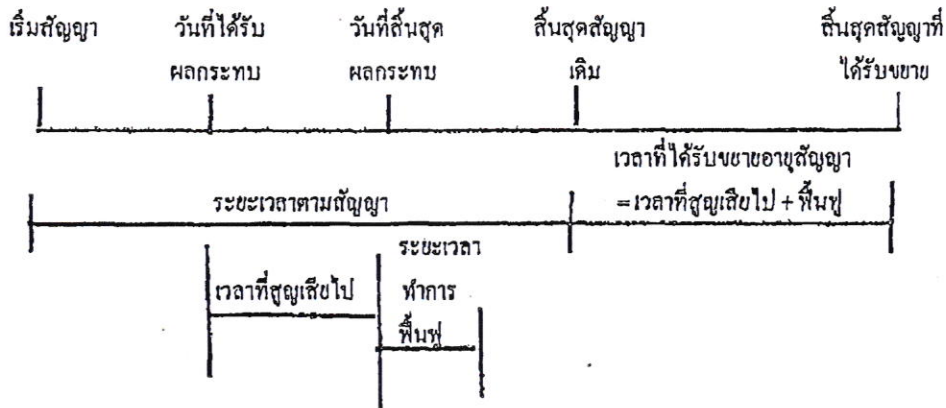 เริ่มสัญญา วันที่ได้รับ วันที่สิ้นสุด สิ้นสุดสัญญา สิ้นสุดสัญญาที่
ผลกระทบ ผลกระทบ เดิม ได้รับขยาย
เวลาที่ได้รับขยายอายุสัญญา
ระยะเวลาตามสัญญา =เวลาที่สูญเสียไป + ฟื้นฟู
ระยะเวลา
เวลาที่สูญเสียไป ทำการ
ฟื้นฟู